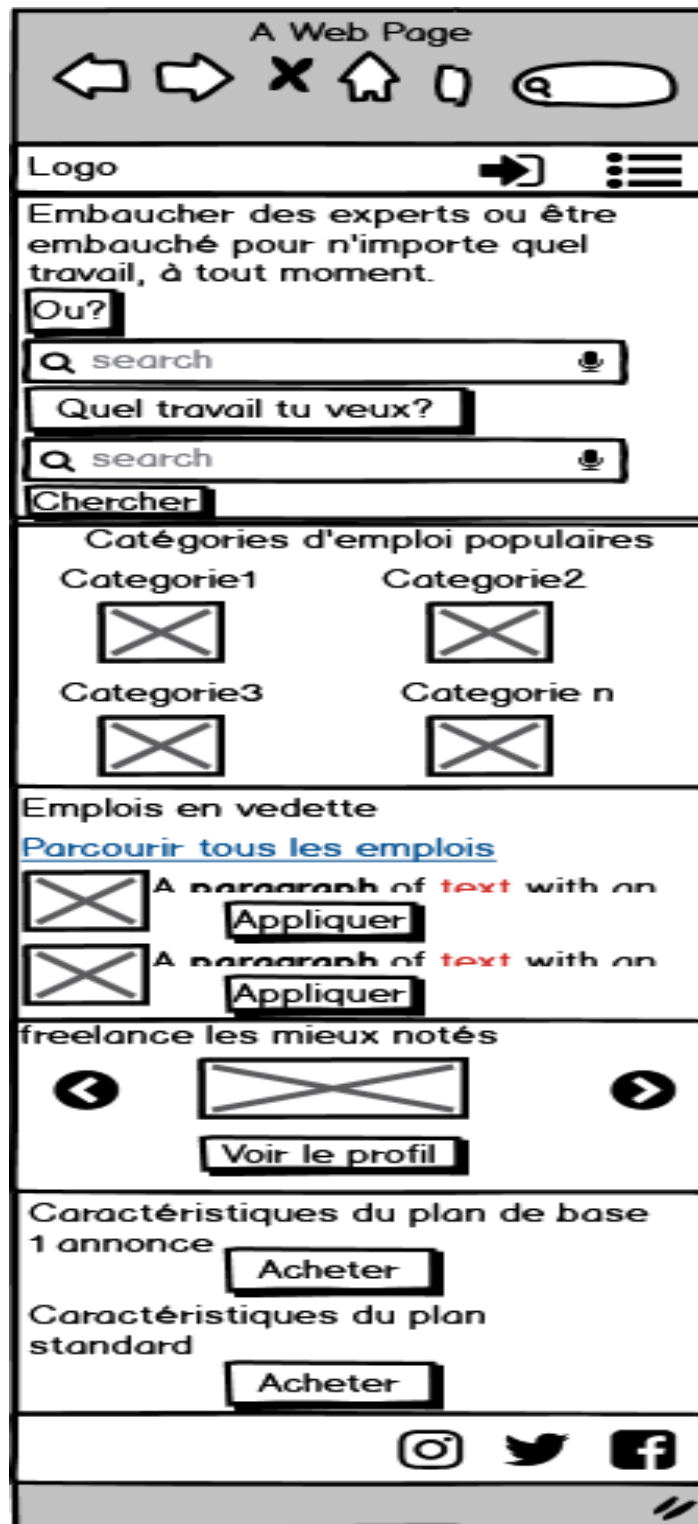 A Web Page
Logo
Embaucher des experts ou être
embauché pour n'importe quel
travail, à tout moment.
Ou?
search
Quel travail tu veux?
search
Chercher
Catégories d'emploi populaires
Categorie1 Categorie2
Categorie3 Categorie n
Emplois en vedette
Parcourir tous les emplois
A paragraph of text with an
Appliquer
A paragraph of text with an
Appliquer
freelance les mieux notés
Voir le profil
Caractéristiques du plan de base
1 annonce
Acheter
Caractéristiques du plan
standard
Acheter